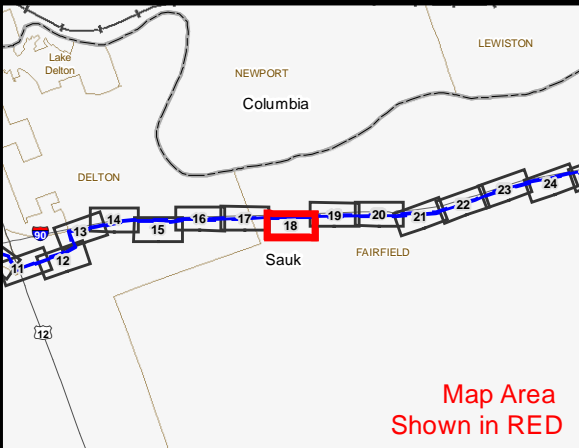 LEWISTON
Lake
Delton
NEWPORT
Columbia
DELTON
90
11
12
13
14
15
16
17
18
19
20
21
22
23
24
Sauk
FAIRFIELD
12
Map Area
Shown in RED